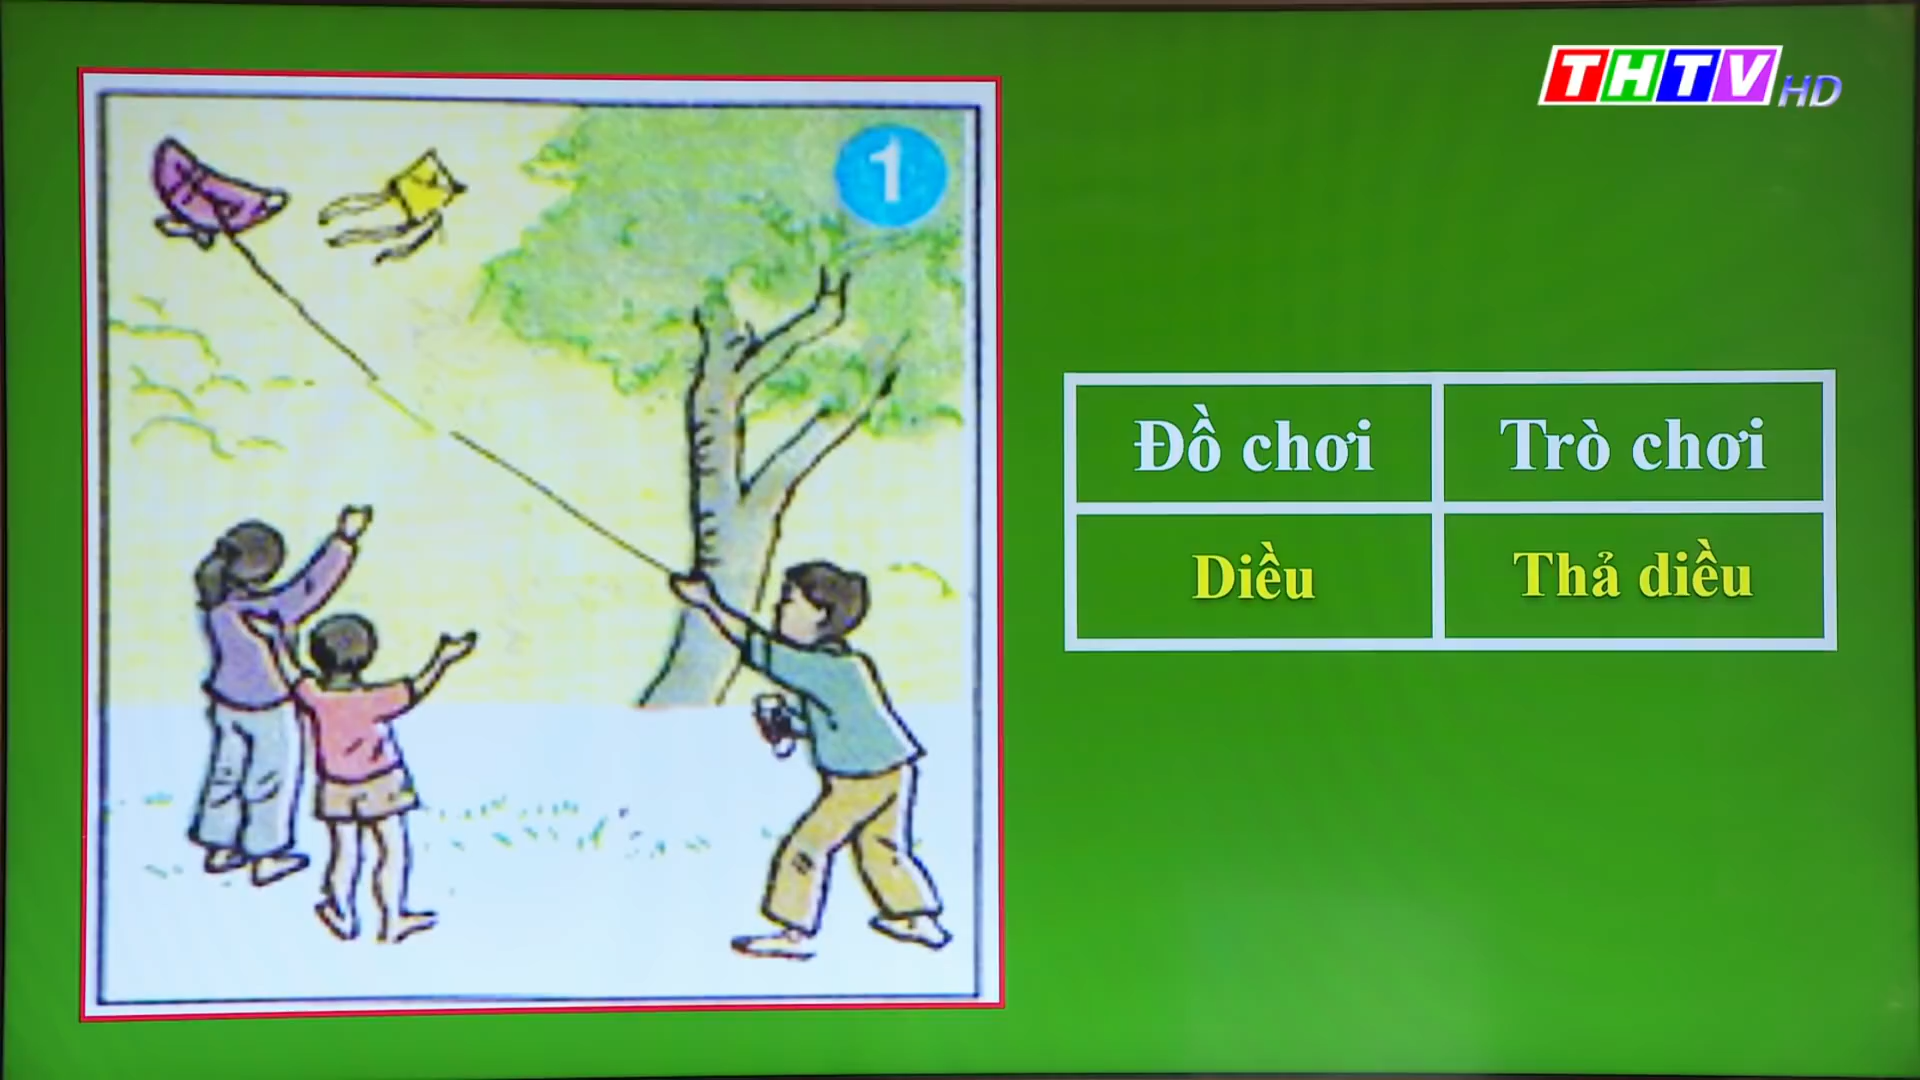 THTV HD
1
Đồ chơi
Trò chơi
Diều
Thả diều